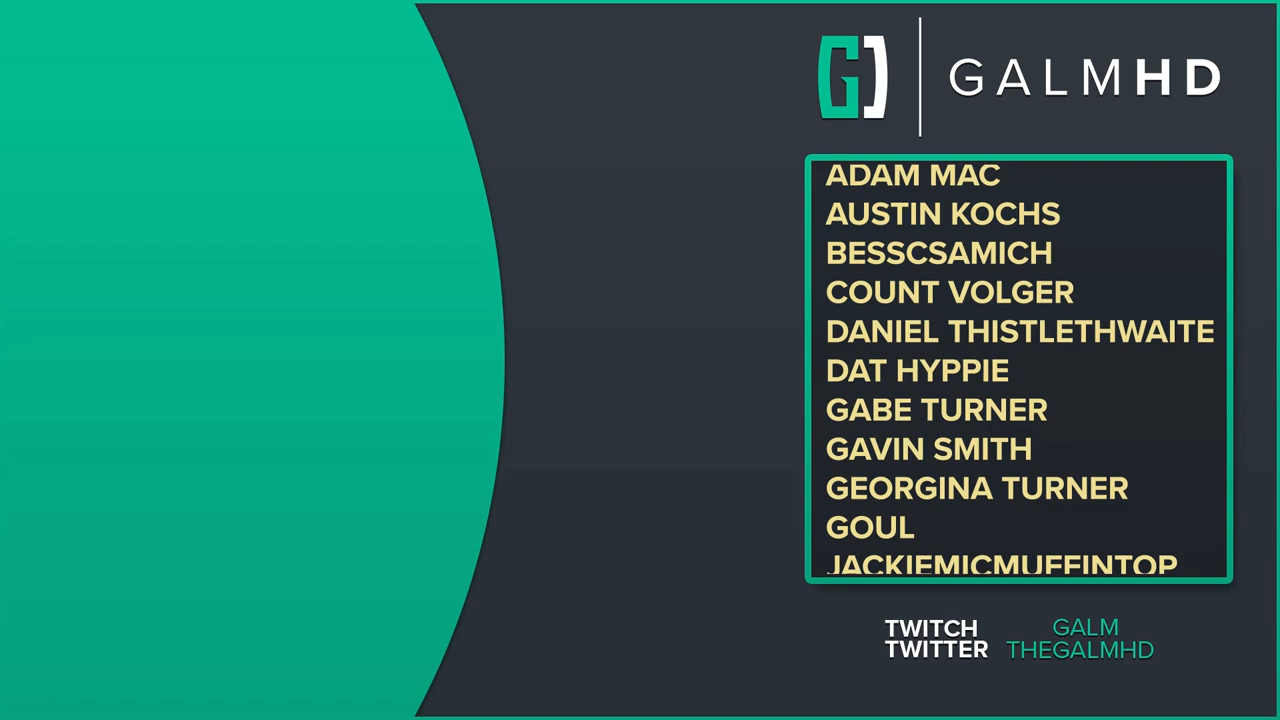 G
GALMHD
ADAM MAC
AUSTIN KOCHS
BESSCSAMICH
COUNT VOLGER
DANIEL THISTLETHWAITE
DAT HYPPIE
GABE TURNER
GAVIN SMITH
GEORGINA TURNER
GOUL
JACKIEMICMUFFINTOP
TWITCH GALM
TWITTER THEGALMHD